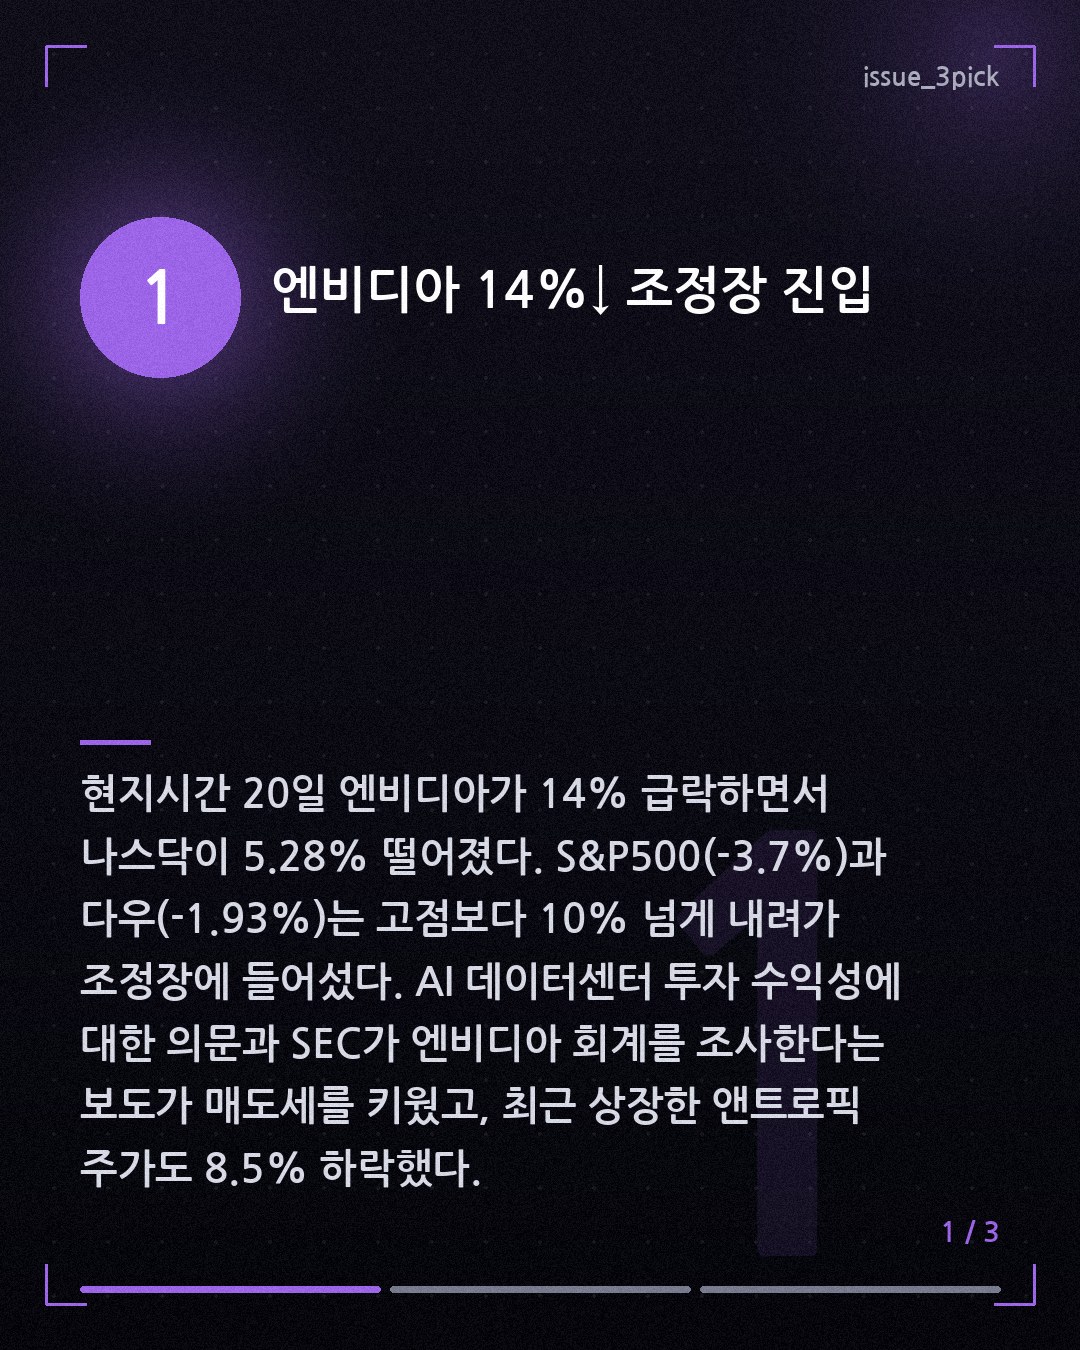 issue_3pick
1
엔비디아 14%↓ 조정장 진입
현지시간 20일 엔비디아가 14% 급락하면서
나스닥이 5.28% 떨어졌다. S&P500(-3.7%)과
다우(-1.93%)는 고점보다 10% 넘게 내려가
조정장에 들어섰다. AI 데이터센터 투자 수익성에
대한 의문과 SEC가 엔비디아 회계를 조사한다는
보도가 매도세를 키웠고, 최근 상장한 앤트로픽
주가도 8.5% 하락했다.
1
1 / 3